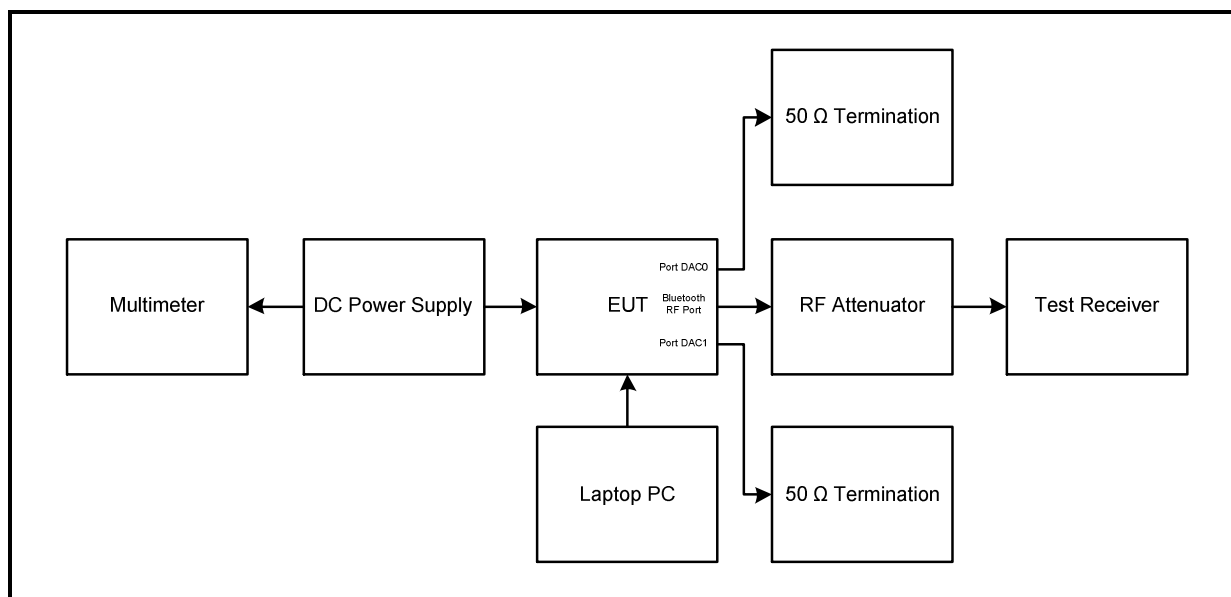 50 Ω Termination
Multimeter
DC Power Supply
EUT
Port DAC0
Bluetooth
RF Port
Port DAC1
RF Attenuator
Test Receiver
Laptop PC
50 Ω Termination